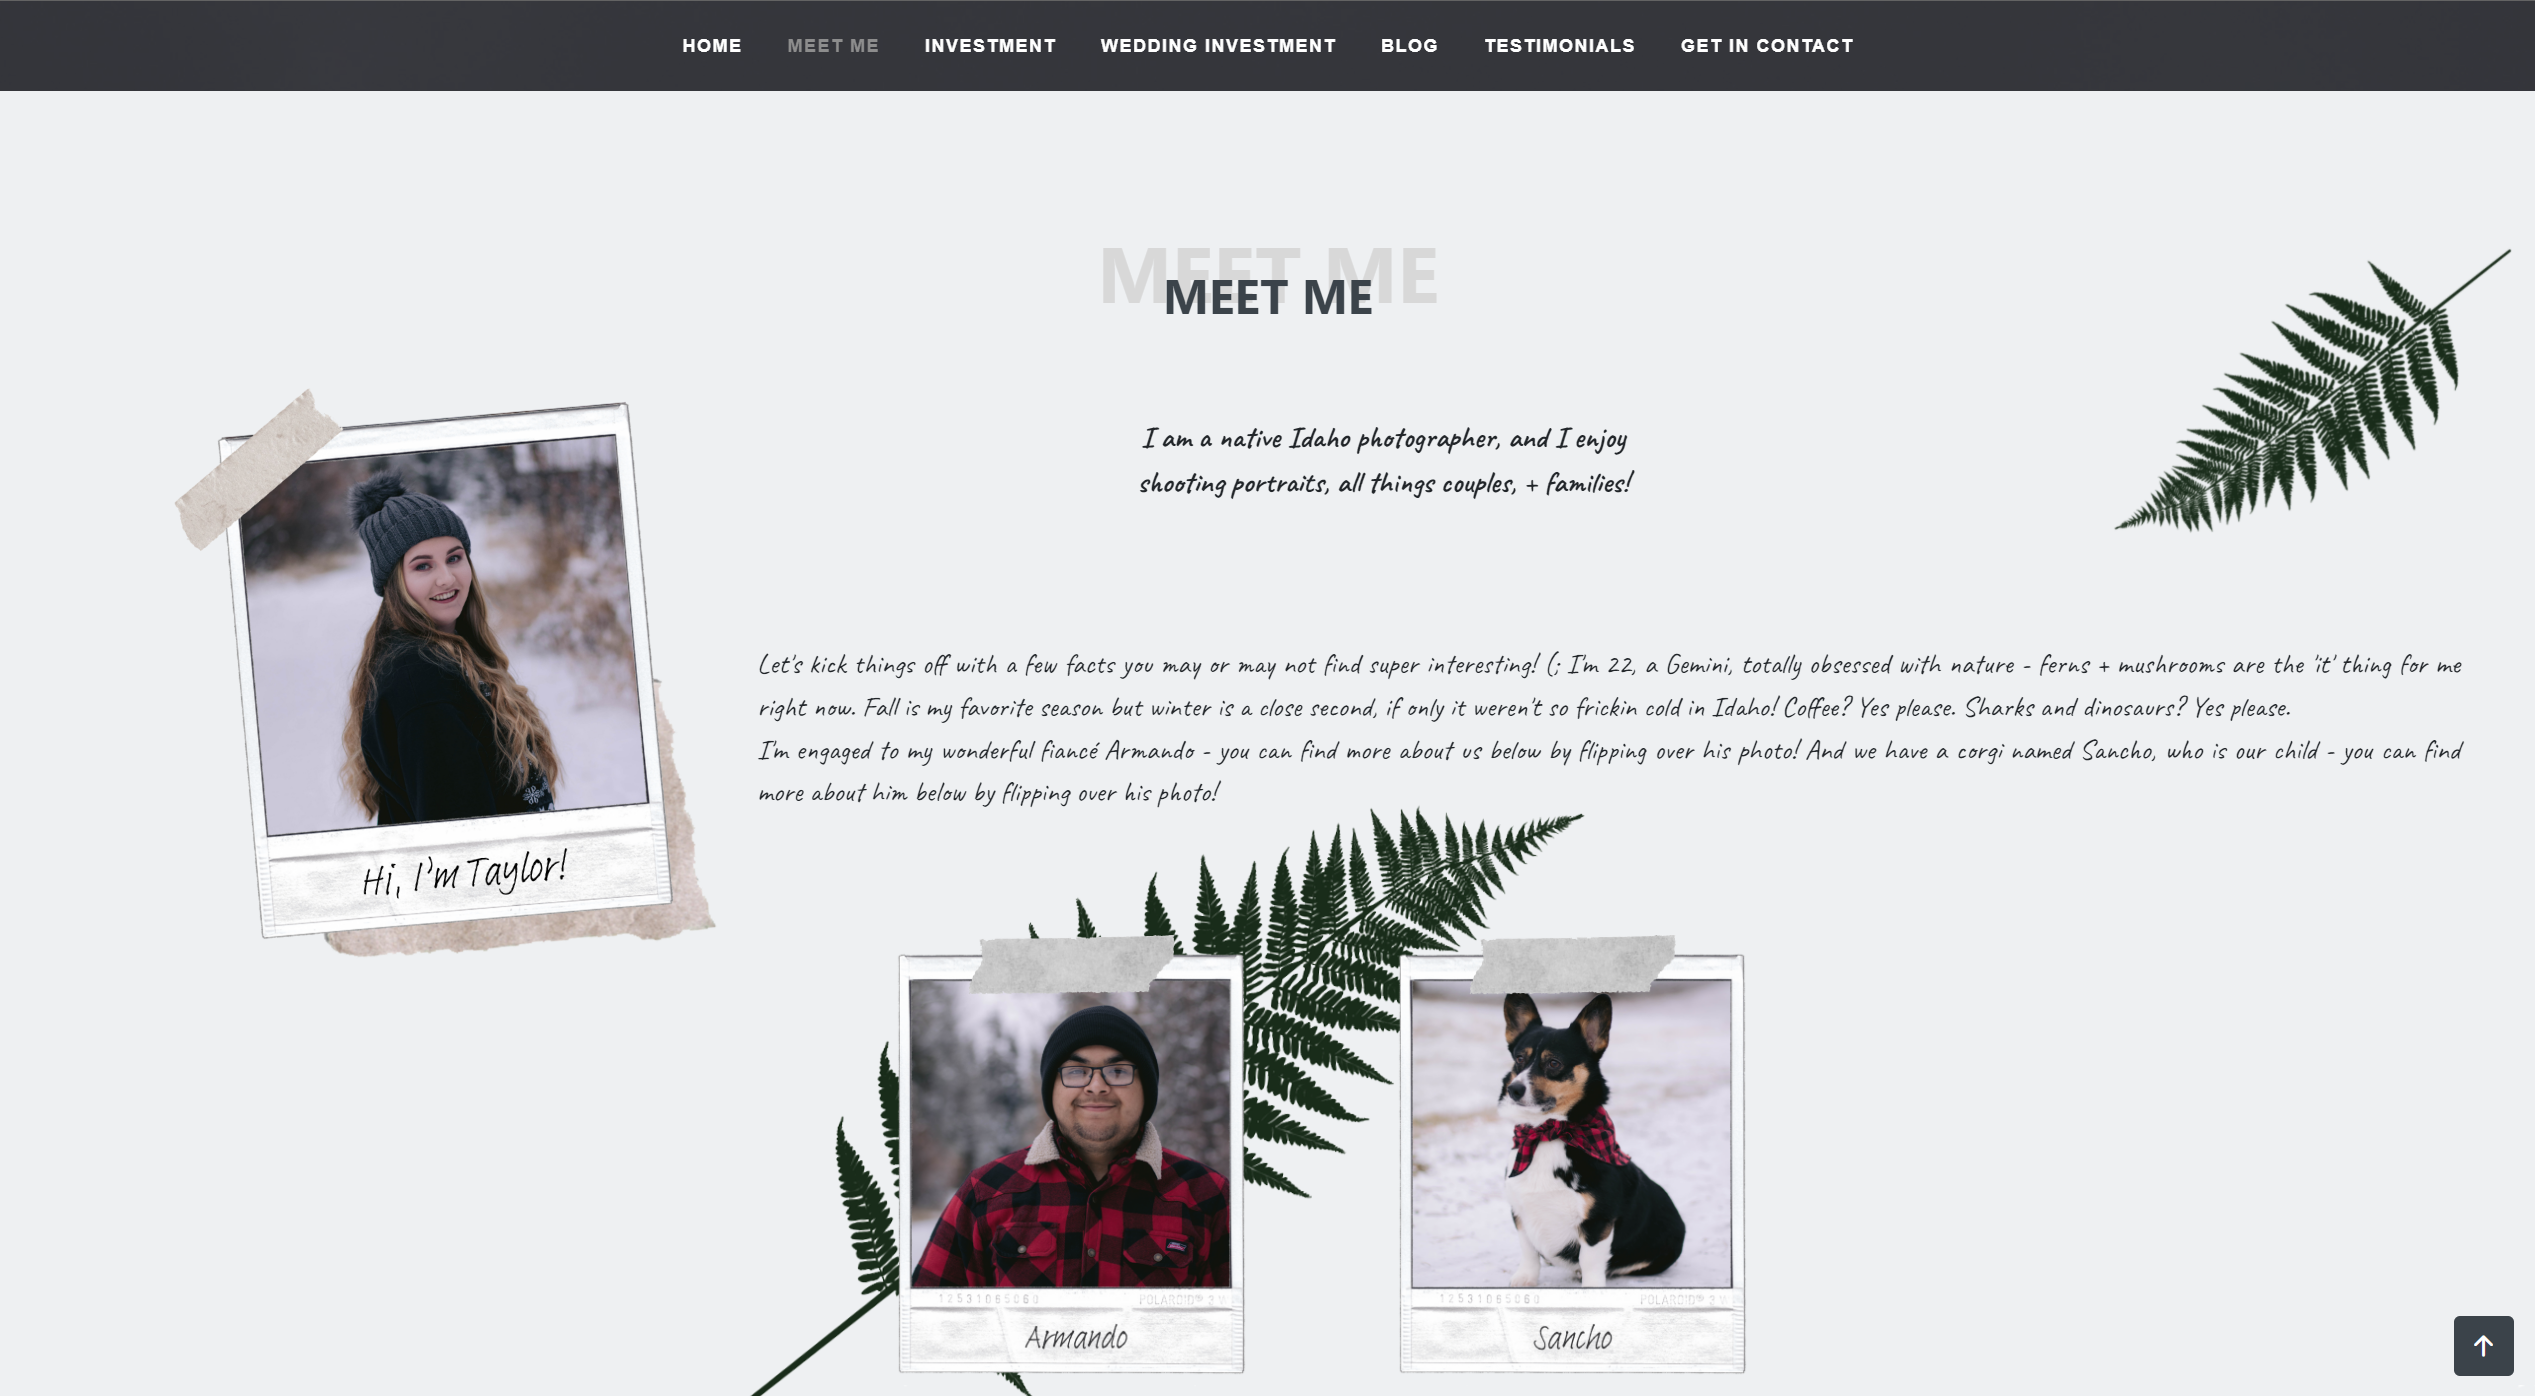 HOME MEET ME INVESTMENT WEDDING INVESTMENT BLOG TESTIMONIALS GET IN CONTACT
MEET ME
MEET ME
I am a native Idaho photographer, and I enjoy
shooting portraits, all things couples, + families!
Hi, I'm Taylor!
Let's kick things off with a few facts you may or may not find super interesting! (; I'm 22, a Gemini, totally obsessed with nature - ferns + mushrooms are the 'it' thing for me
right now. Fall is my favorite season but winter is a close second, if only it weren't so frickin cold in Idaho! Coffee? Yes please. Sharks and dinosaurs? Yes please.
I'm engaged to my wonderful fiancé Armando - you can find more about us below by flipping over his photo! And we have a corgi named Sancho, who is our child - you can find
more about him below by flipping over his photo!
12531065060 POLAROID® 2
Armando
12531065060 POLAROID® 2
Sancho